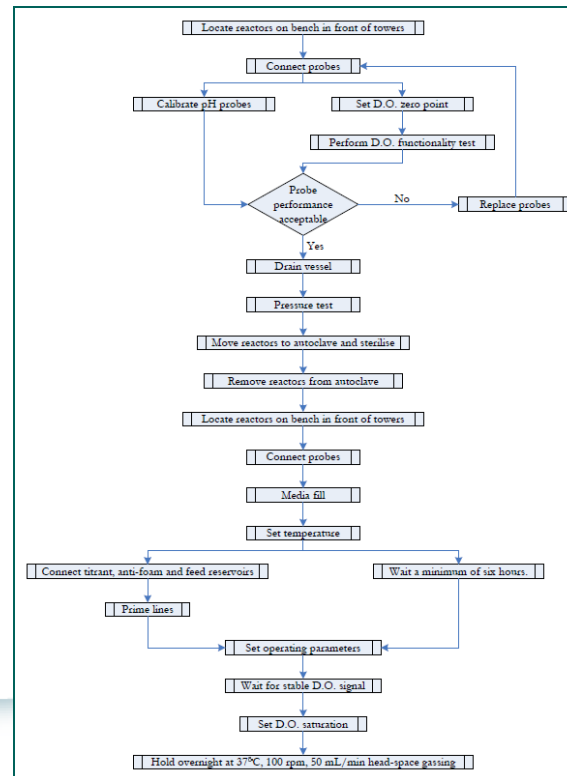 Locate reactors on bench in front of towers
Connect probes
Calibrate pH probes
Set D.O. zero point
Perform D.O. functionality test
Probe
performance
acceptable
No
Replace probes
Yes
Drain vessel
Pressure test
Move reactors to autoclave and sterilise
Remove reactors from autoclave
Locate reactors on bench in front of towers
Connect probes
Media fill
Set temperature
Connect titrant, anti-foam and feed reservoirs
Wait a minimum of six hours.
Prime lines
Set operating parameters
Wait for stable D.O. signal
Set D.O. saturation
Hold overnight at 37°C, 100 rpm, 50 mL/min head-space gassing